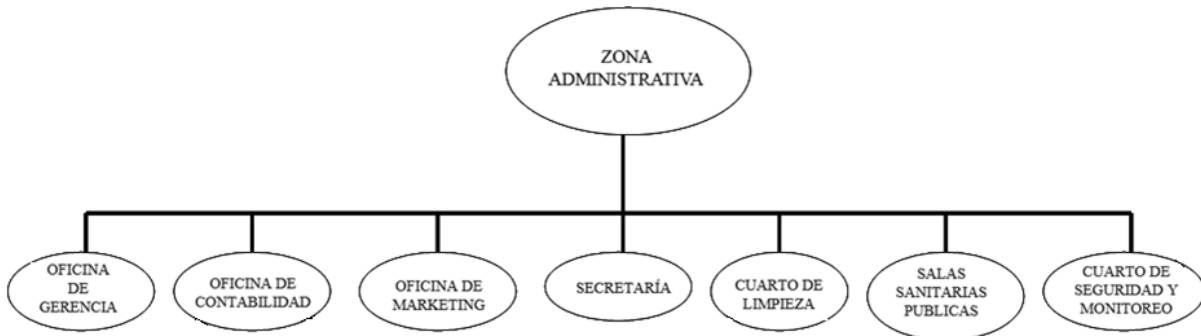 ZONA
ADMINISTRATIVA
OFICINA
DE
GERENCIA
OFICINA DE
CONTABILIDAD
OFICINA DE
MARKETING
SECRETARÍA
CUARTO DE
LIMPIEZA
SALAS
SANITARIAS
PUBLICAS
CUARTO DE
SEGURIDAD Y
MONITOREO